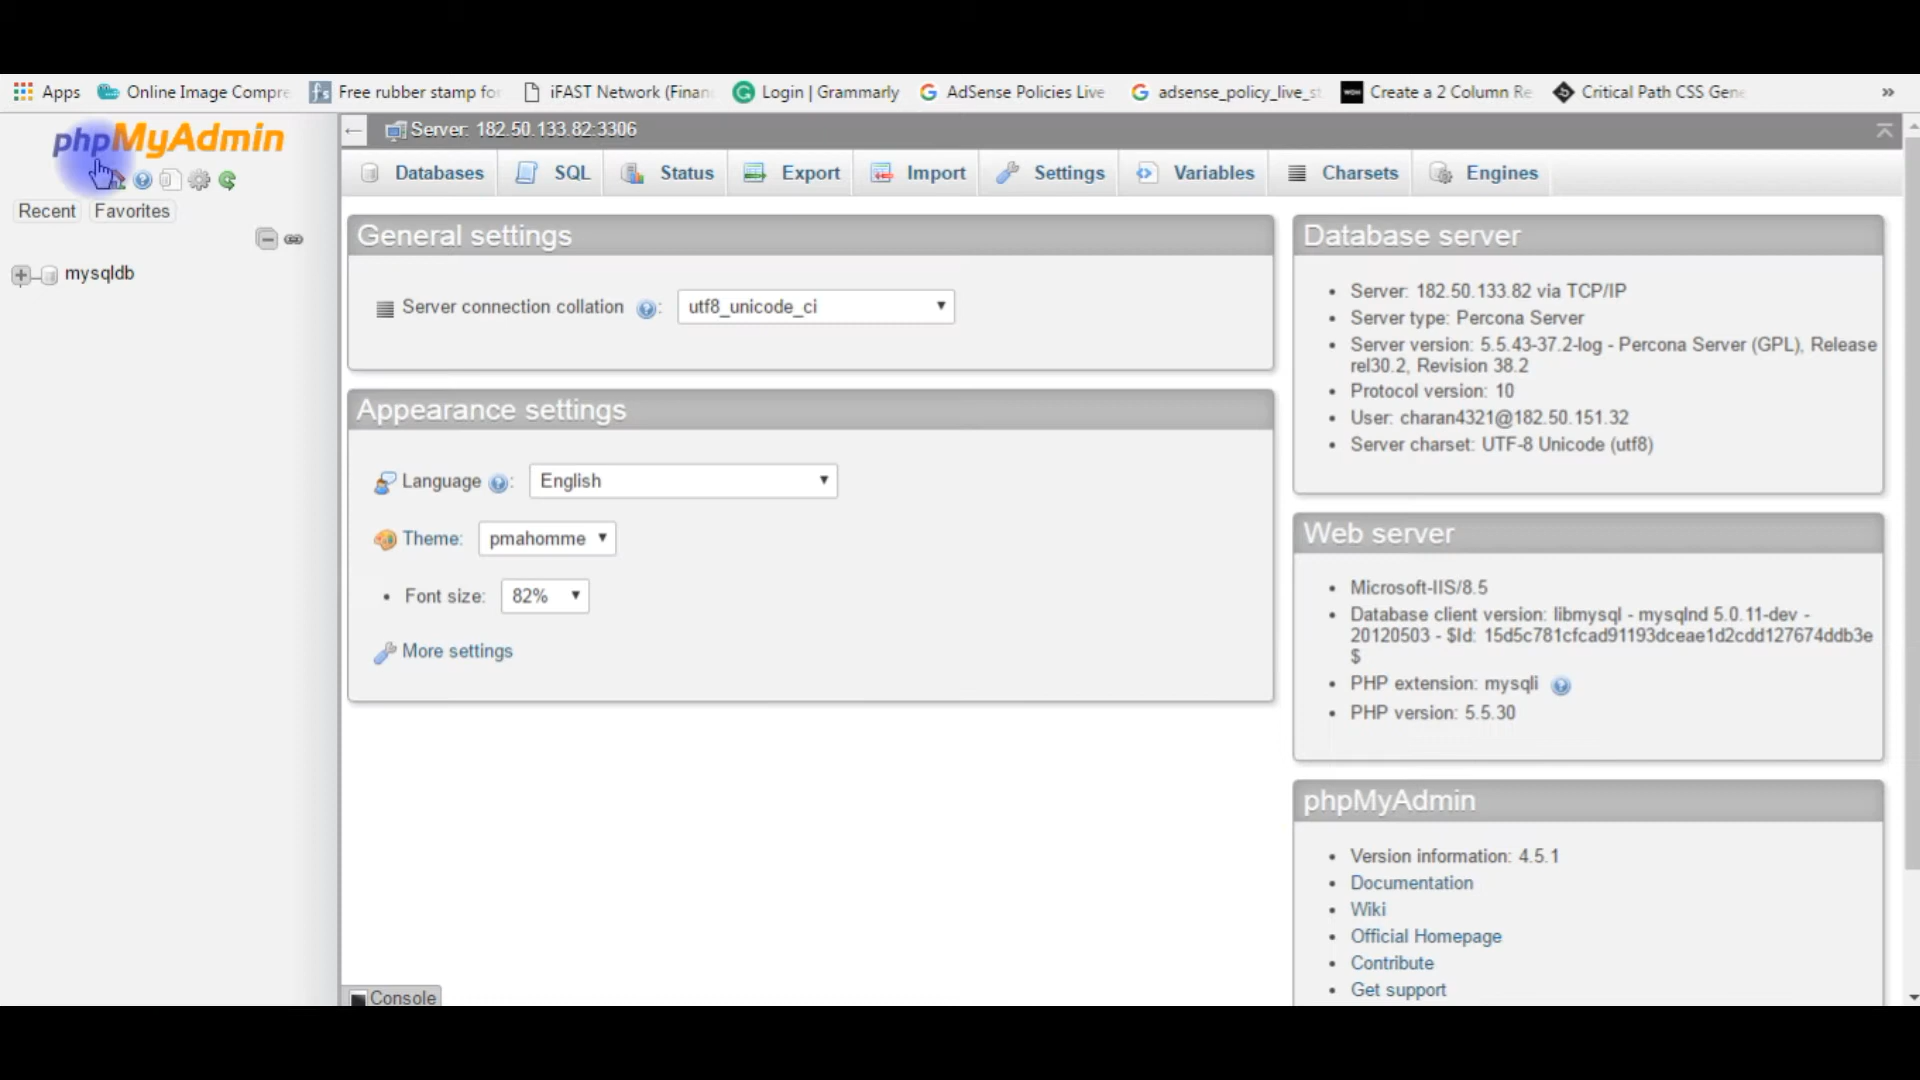 Apps
Online Image Compre
Free rubber stamp fo
iFAST Network (Finan
Login | Grammarly
AdSense Policies Live
adsense_policy_live_s
Create a 2 Column Re
Critical Path CSS Gene
»
phpMyAdmin
Recent
Favorites
mysqldb
Server: 182.50.133.82:3306
Databases
SQL
Status
Export
Import
Settings
Variables
Charsets
Engines
General settings
Server connection collation :
utf8_unicode_ci
Appearance settings
Language :
English
Theme:
pmahomme
• Font size:
82%
More settings
Console
Database server
• Server: 182.50.133.82 via TCP/IP
• Server type: Percona Server
• Server version: 5.5.43-37.2-log - Percona Server (GPL), Release
rel30.2, Revision 38.2
• Protocol version: 10
• User: charan4321@182.50.151.32
• Server charset: UTF-8 Unicode (utf8)
Web server
• Microsoft-IIS/8.5
• Database client version: libmysql - mysqlnd 5.0.11-dev -
20120503 - $Id: 15d5c781cfcad91193dceae1d2cdd127674ddb3e
$
• PHP extension: mysqli
• PHP version: 5.5.30
phpMyAdmin
• Version information: 4.5.1
• Documentation
• Wiki
• Official Homepage
• Contribute
• Get support